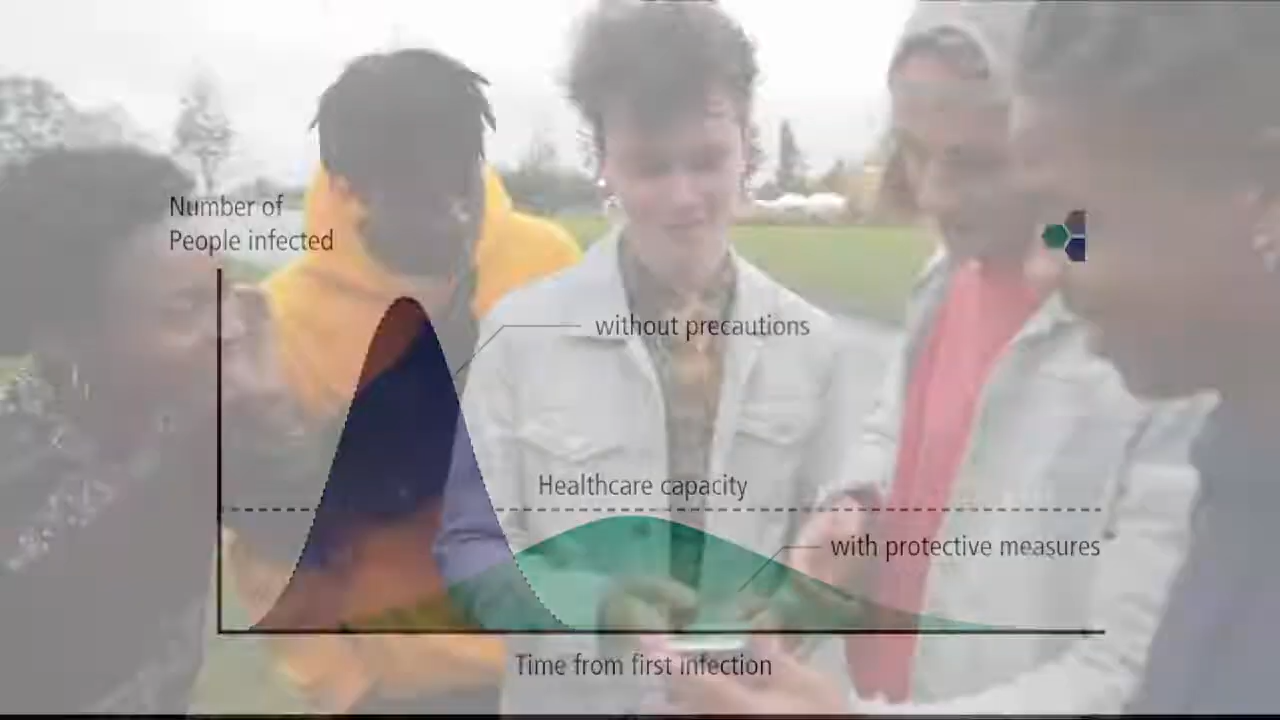 Number of
People infected
without precautions
Healthcare capacity
with protective measures
Time from first infection